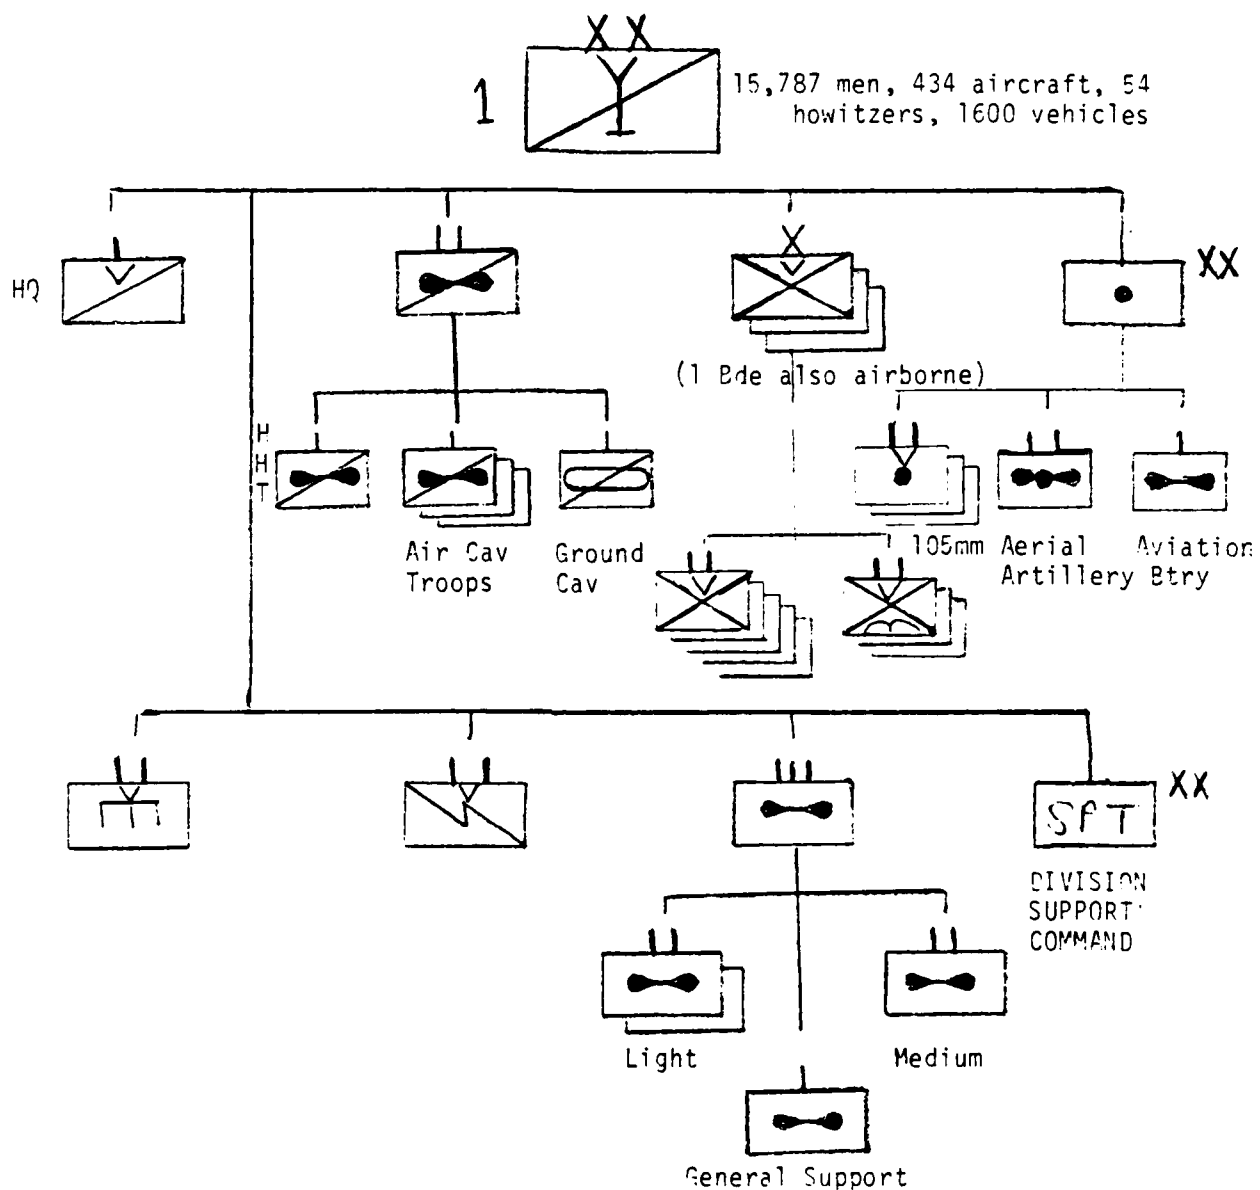 X X
1
15,787 men, 434 aircraft, 54
howitzers, 1600 vehicles
HQ
X
XX
(1 Bde also airborne)
H
H
T
Air Cav
Troops
Ground
Cav
105mm
Aerial
Artillery
Aviation
Btry
SPT
XX
DIVISION
SUPPORT
COMMAND
Light
Medium
General Support